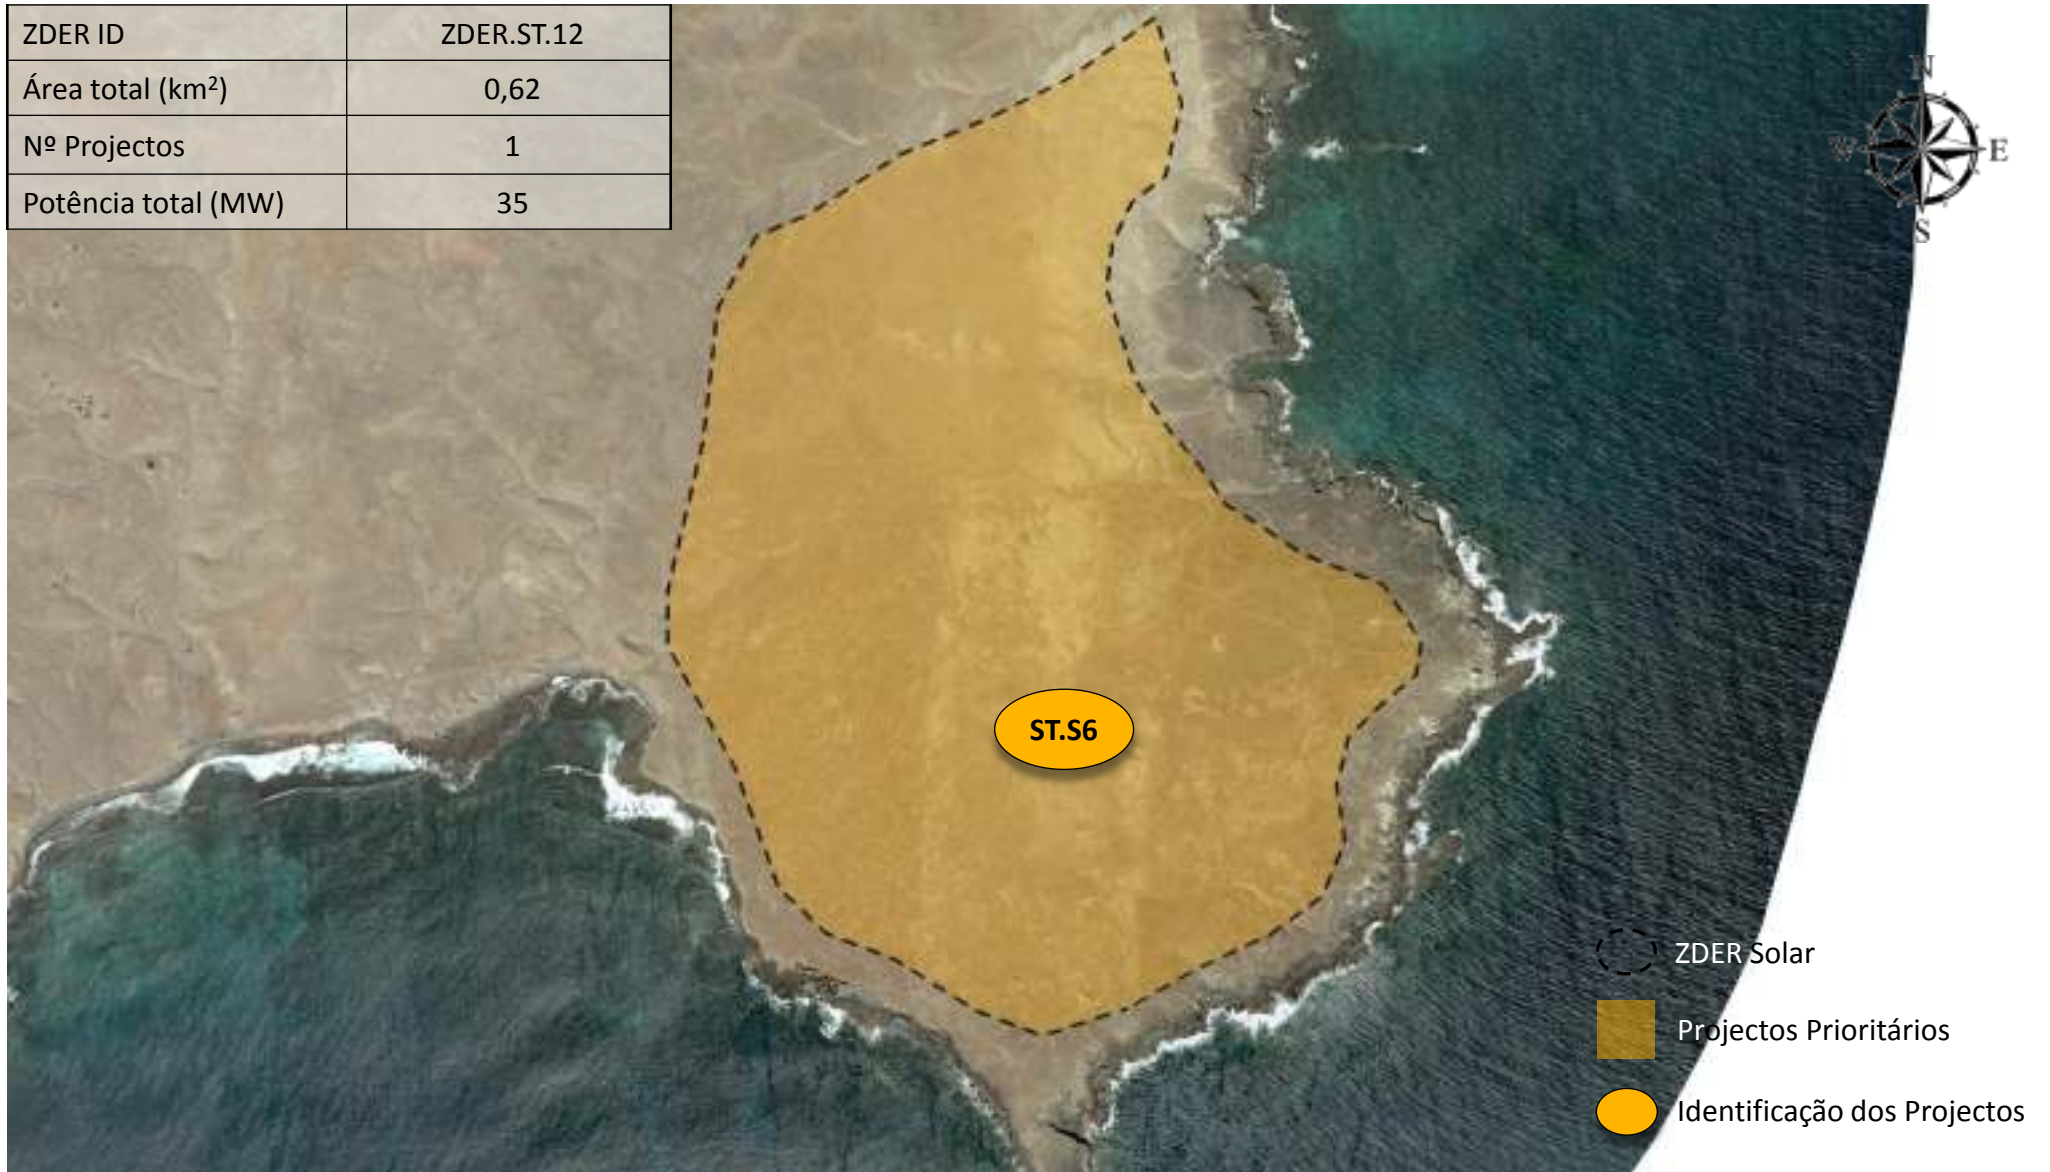 ZDER ID ZDER.ST.12
Área total (km²) 0,62
Nº Projectos 1
Potência total (MW) 35
N
W E
S
ST.S6
ZDER Solar
Projectos Prioritários
Identificação dos Projectos